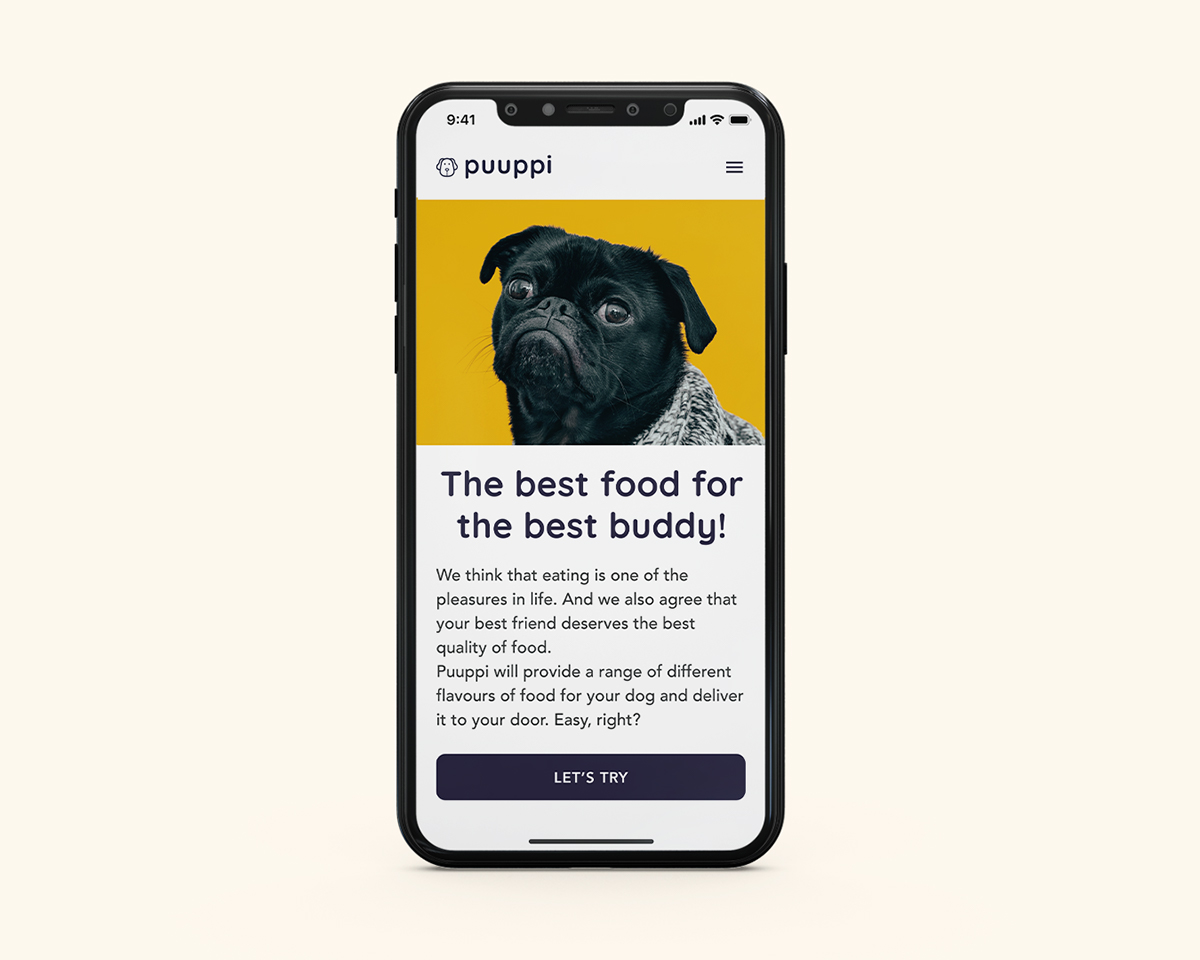 9:41
puuppi
The best food for
the best buddy!
We think that eating is one of the
pleasures in life. And we also agree that
your best friend deserves the best
quality of food.
Puuppi will provide a range of different
flavours of food for your dog and deliver
it to your door. Easy, right?
LET'S TRY